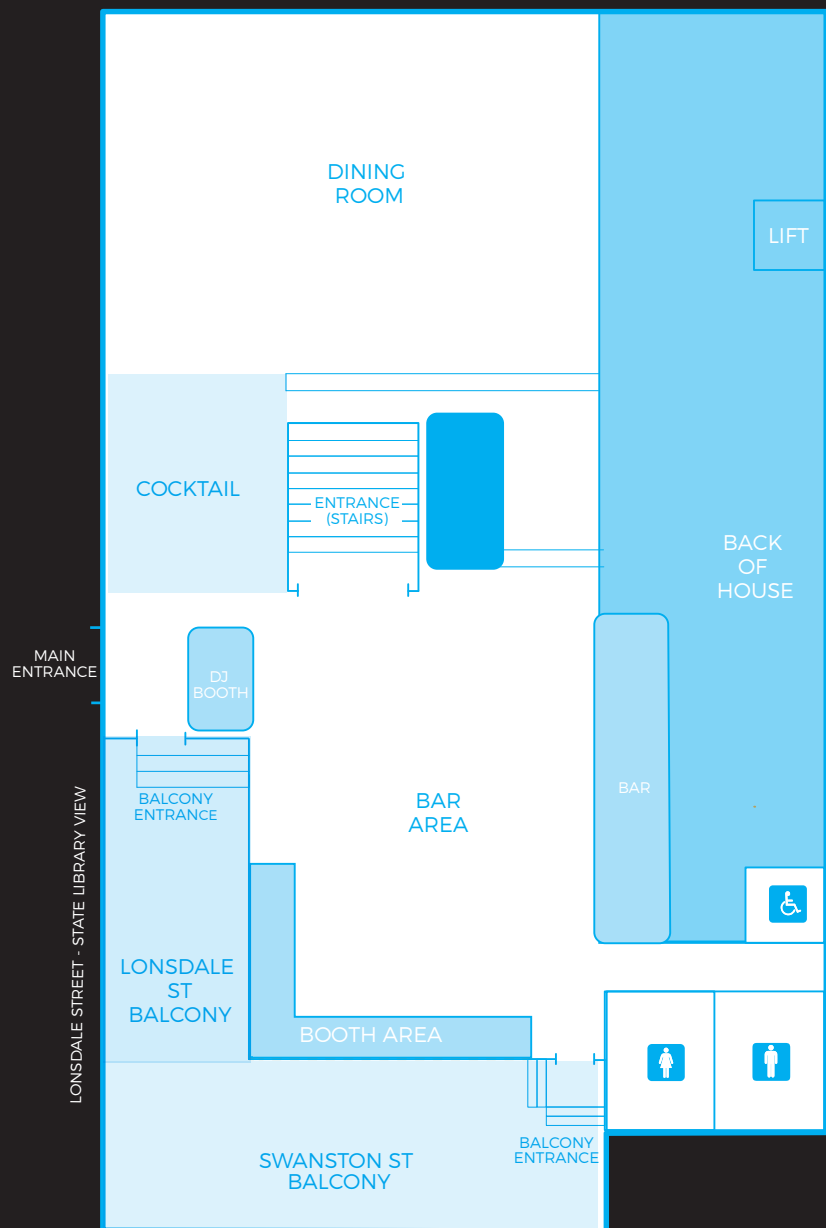 DINING
ROOM
LIFT
COCKTAIL
ENTRANCE
(STAIRS)
BACK
OF
HOUSE
MAIN
ENTRANCE
DJ
BOOTH
BALCONY
ENTRANCE
BAR
AREA
BAR
LONSDALE STREET - STATE LIBRARY VIEW
LONSDALE
ST
BALCONY
BOOTH AREA
SWANSTON ST
BALCONY
BALCONY
ENTRANCE